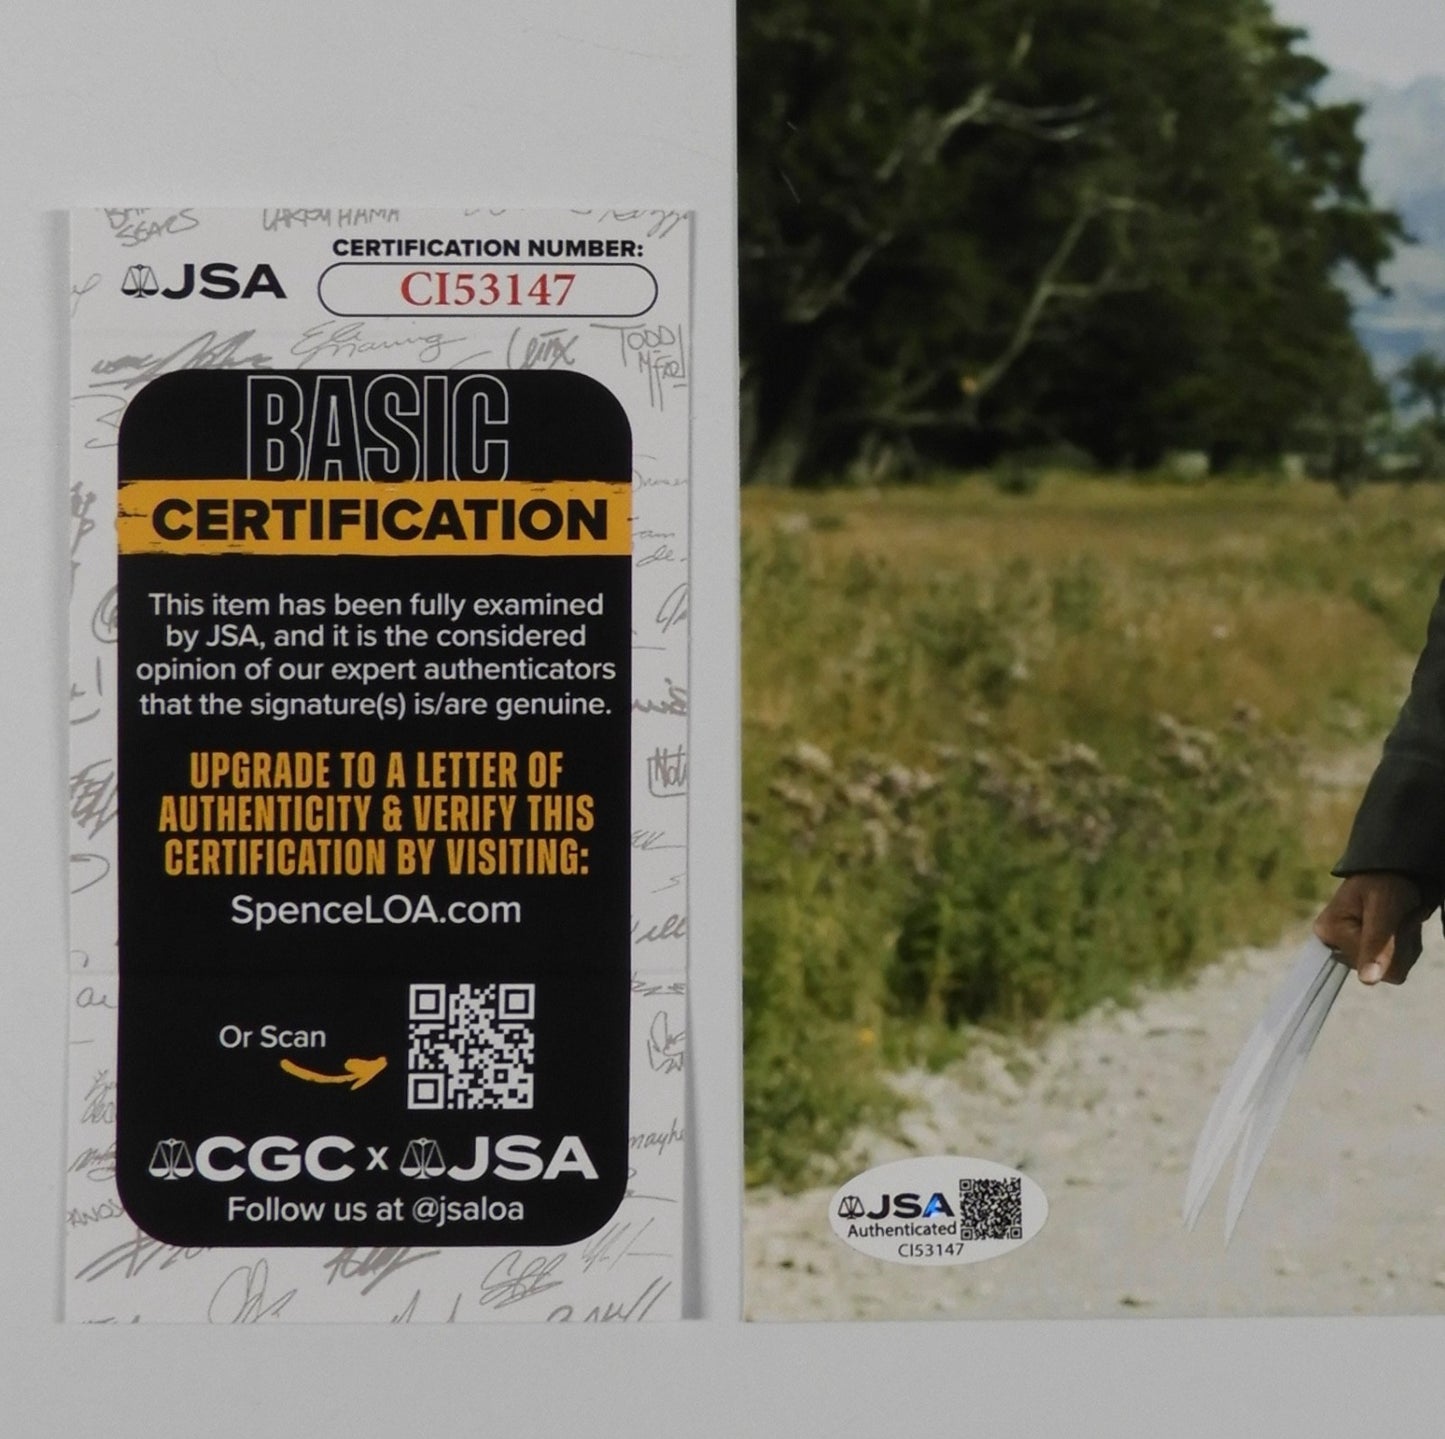 CERTIFICATION NUMBER:
JSA
CI53147
TODD
BASIC
CERTIFICATION
This item has been fully examined
by JSA, and it is the considered
opinion of our expert authenticators
that the signature(s) is/are genuine.
UPGRADE TO A LETTER OF
AUTHENTICITY & VERIFY THIS
CERTIFICATION BY VISITING:
SpenceLOA.com
Or Scan
CGC x JSA
Follow us at @jsaloa
JSA
Authenticated
CI53147